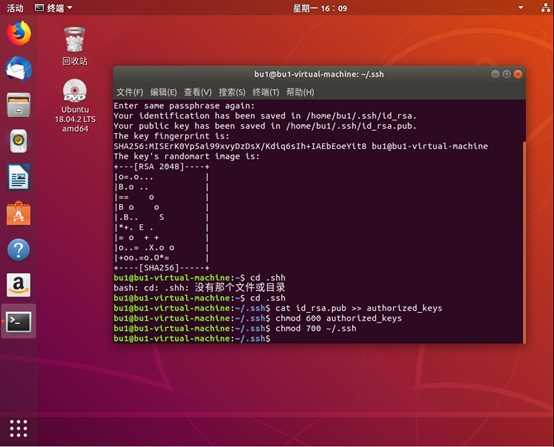 活动
终端
星期一 16：09
回收站
Ubuntu
18.04.2 LTS
amd64
bu1@bu1-virtual-machine: ~/.ssh
文件(F) 编辑(E) 查看(V) 搜索(S) 终端(T) 帮助(H)
Enter same passphrase again:
Your identification has been saved in /home/bu1/.ssh/id_rsa.
Your public key has been saved in /home/bu1/.ssh/id_rsa.pub.
The key fingerprint is:
SHA256:MISErK0Yp5ai99xvyDzDsX/Kdiq6sIh+IAEbEoeYit8 bu1@bu1-virtual-machine
The key's randomart image is:
+---[RSA 2048]----+
|o=.o...          |
|B.o ..           |
|==    o          |
|B o    o         |
|.B..    S        |
|*+. E .          |
|= o  + +         |
|o..= .X.o o      |
|+oo.=o.O*=       |
+----[SHA256]-----+
bu1@bu1-virtual-machine:~$ cd .shh
bash: cd: .shh: 没有那个文件或目录
bu1@bu1-virtual-machine:~$ cd .ssh
bu1@bu1-virtual-machine:~/.ssh$ cat id_rsa.pub >> authorized_keys
bu1@bu1-virtual-machine:~/.ssh$ chmod 600 authorized_keys
bu1@bu1-virtual-machine:~/.ssh$ chmod 700 ~/.ssh
bu1@bu1-virtual-machine:~/.ssh$